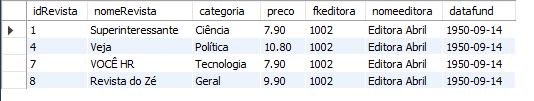 idRevista nomeRevista categoria preco fkeditora nomeeditora datafund
1 Superinteressante Ciência 7.90 1002 Editora Abril 1950-09-14
4 Veja Política 10.80 1002 Editora Abril 1950-09-14
7 VOCÊ HR Tecnologia 7.90 1002 Editora Abril 1950-09-14
8 Revista do Zé Geral 9.90 1002 Editora Abril 1950-09-14